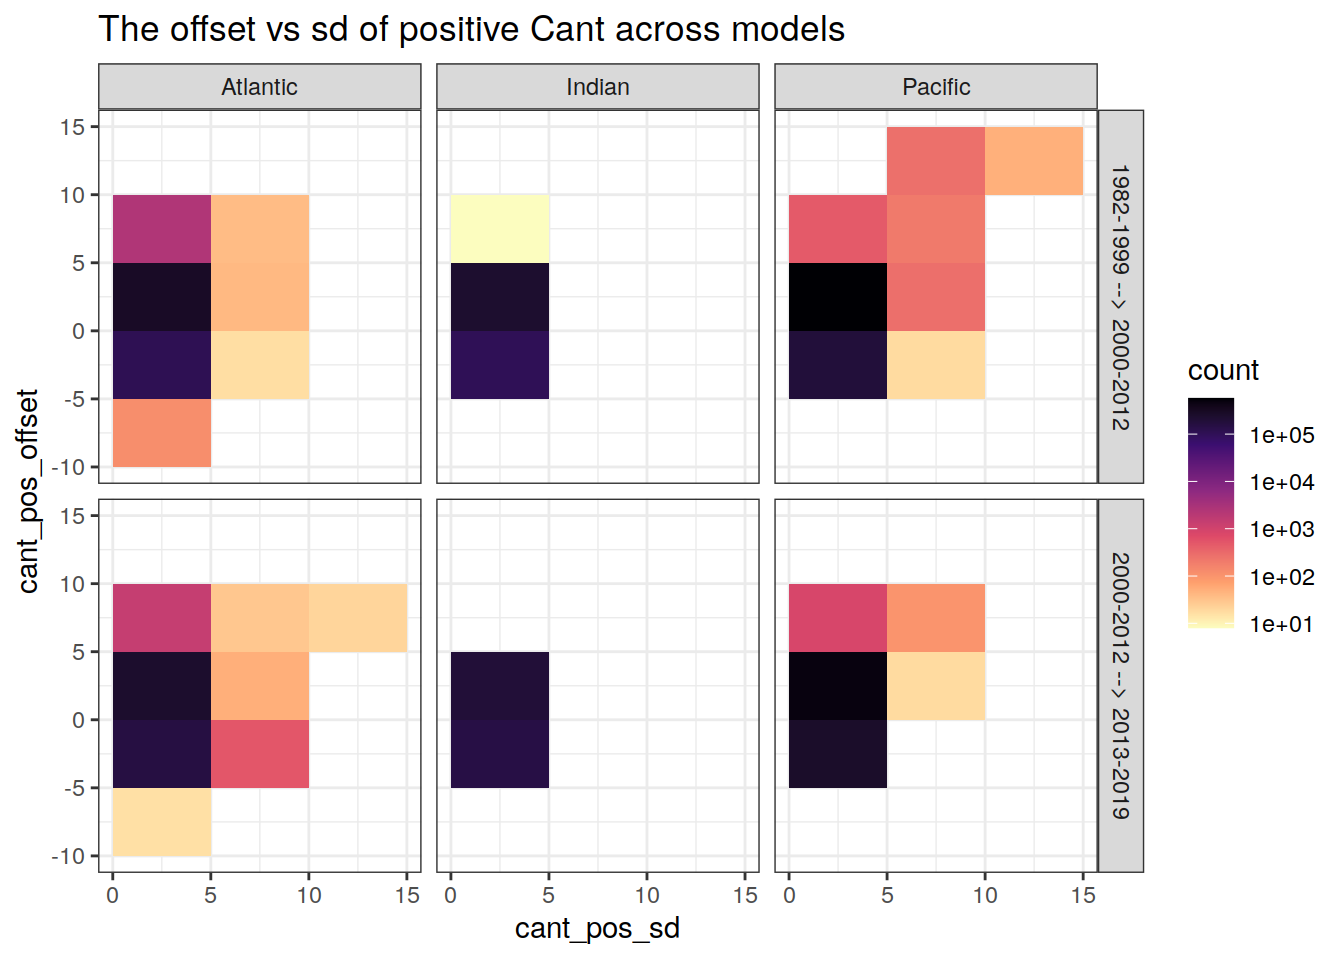 The offset vs sd of positive Cant across models
Atlantic
Indian
Pacific
15
10
5
0
-5
-10
1982-1999 --> 2000-2012
15
10
5
0
-5
-10
2000-2012 --> 2013-2019
0 5 10 15
0 5 10 15
0 5 10 15
cant_pos_sd
cant_pos_offset
count
1e+05
1e+04
1e+03
1e+02
1e+01